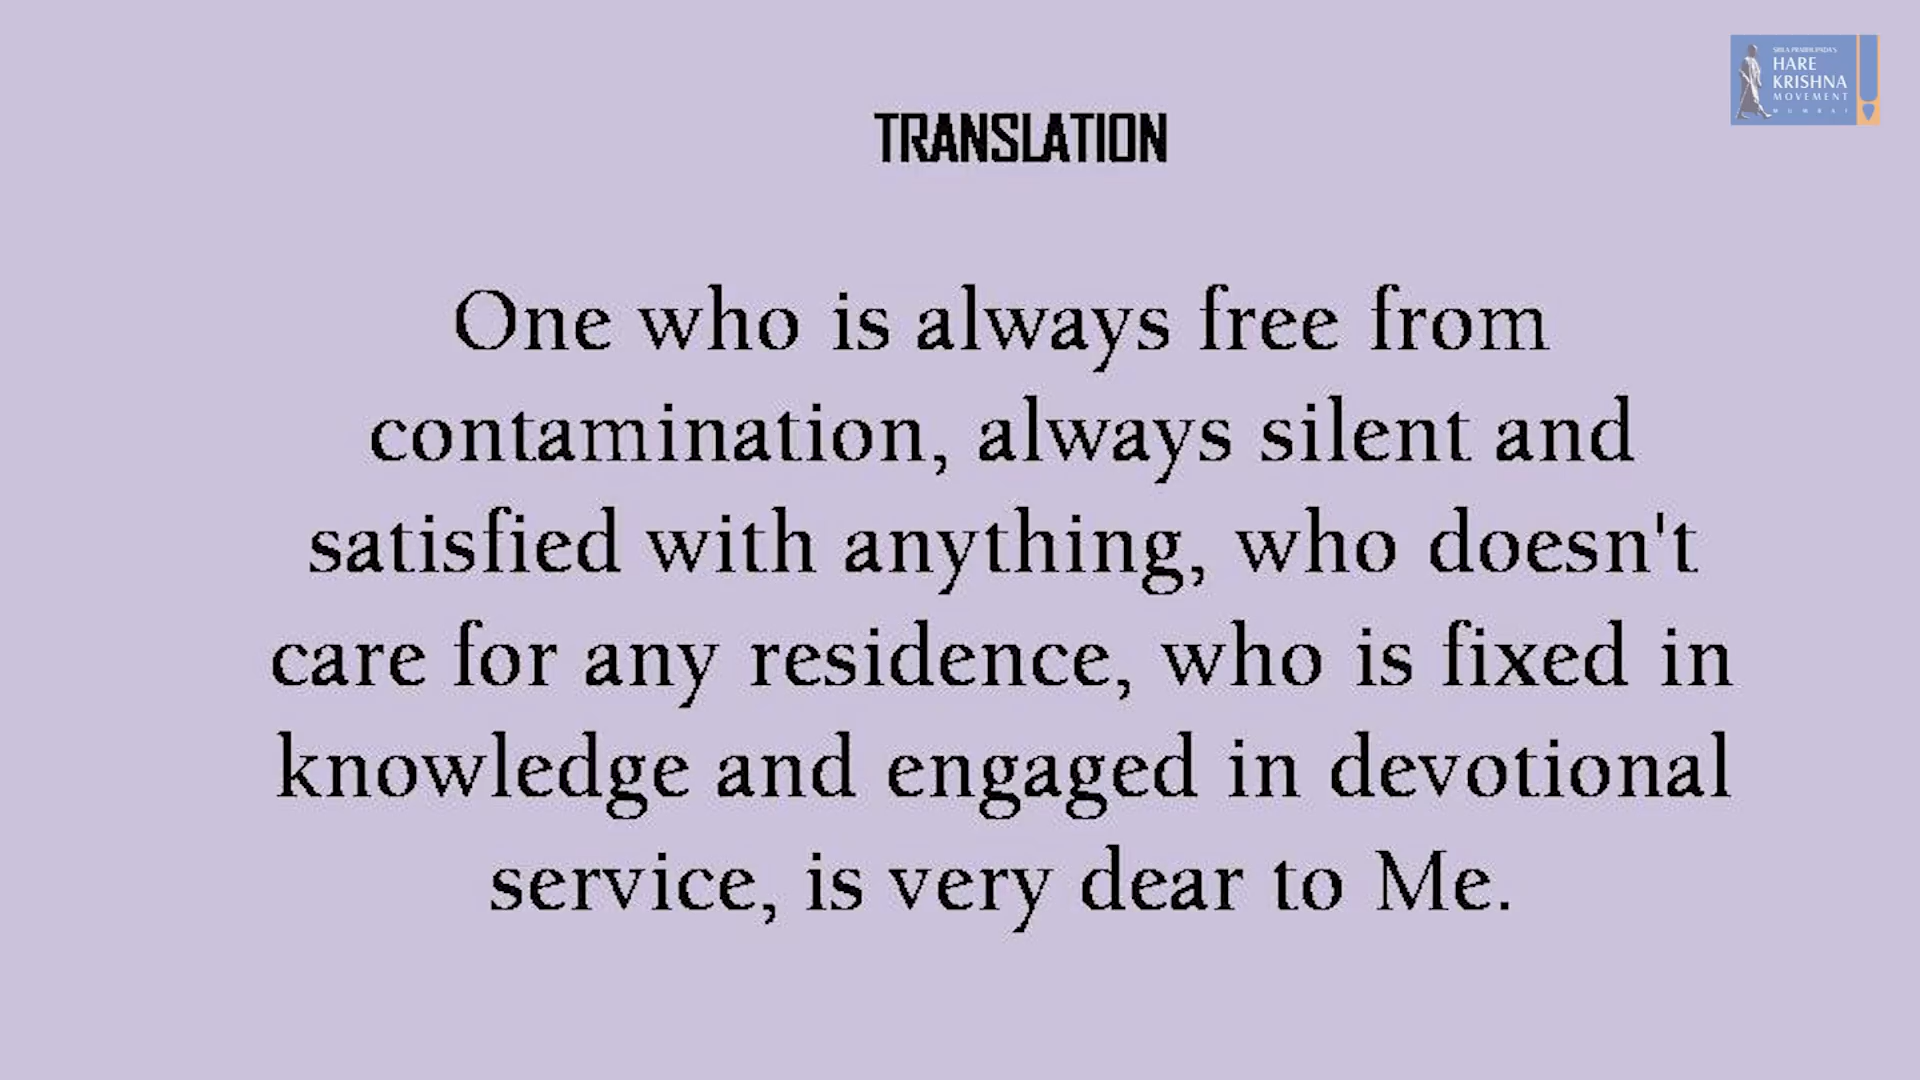 SRILA PRABHUPADA'S
HARE
KRISHNA
MOVEMENT
MUMBAI
TRANSLATION
One who is always free from
contamination, always silent and
satisfied with anything, who doesn't
care for any residence, who is fixed in
knowledge and engaged in devotional
service, is very dear to Me.